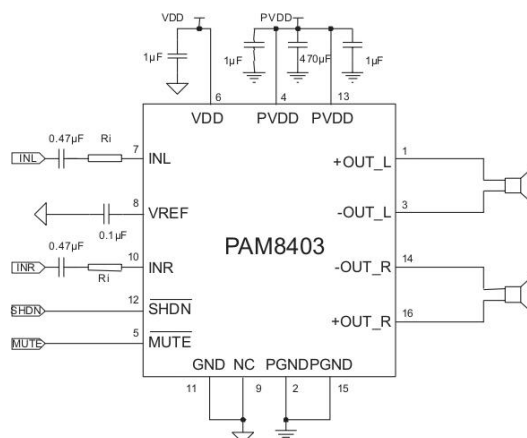 VDD PVDD
1µF 1µF 470µF 1µF
6 4 13
VDD PVDD PVDD
0.47µF Ri
INL 7 INL +OUT_L 1
8 VREF -OUT_L 3
0.1µF
0.47µF PAM8403
INR 10 INR -OUT_R 14
Ri
SHDN 12 SHDN +OUT_R 16
MUTE 5 MUTE
GND NC PGND PGND
11 9 2 15